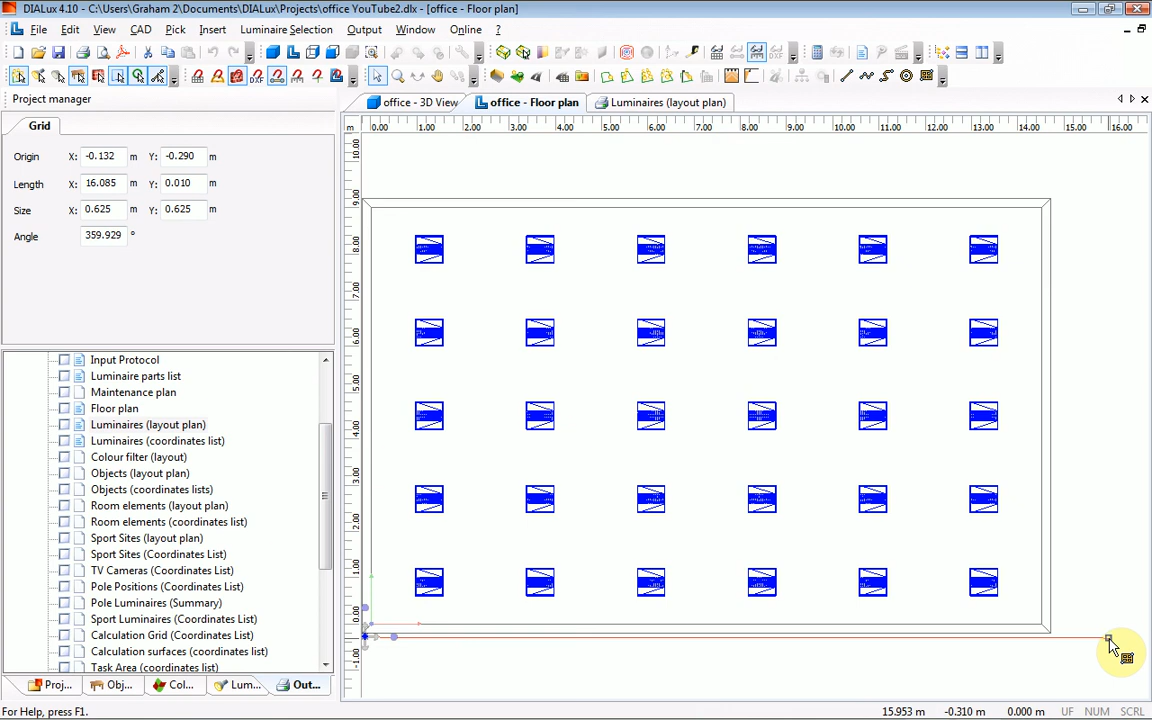 DIALux 4.10 - C:\Users\Graham 2\Documents\DIALux\Projects\office YouTube2.dlx - [office - Floor plan]
File Edit View CAD Paste Insert Luminaire Selection Output Window Online ?
DXF DXF
Project manager
office - 3D View office - Floor plan Luminaires (layout plan)
Grid
m 0.00 1.00 2.00 3.00 4.00 5.00 6.00 7.00 8.00 9.00 10.00 11.00 12.00 13.00 14.00 15.00 16.00
10.00
9.00
8.00
7.00
6.00
5.00
4.00
3.00
2.00
1.00
0.00
-1.00
Origin X: -0.132 m Y: -0.290 m
Length X: 16.085 m Y: 0.010 m
Size X: 0.625 m Y: 0.625 m
Angle 359.929 °
Input Protocol
Luminaire parts list
Maintenance plan
Floor plan
Luminaires (layout plan)
Luminaires (coordinates list)
Colour filter (layout)
Objects (layout plan)
Objects (coordinates lists)
Room elements (layout plan)
Room elements (coordinates list)
Sport Sites (layout plan)
Sport Sites (Coordinates List)
TV Cameras (Coordinates List)
Pole Positions (Coordinates List)
Pole Luminaires (Summary)
Sport Luminaires (Coordinates List)
Calculation Grid (Coordinates List)
Calculation surfaces (coordinates list)
Task Area (coordinates list)
Proj... Obj... Col... Lum... Out...
For Help, press F1. 15.953 m -0.310 m 0.000 m UF NUM SCRL